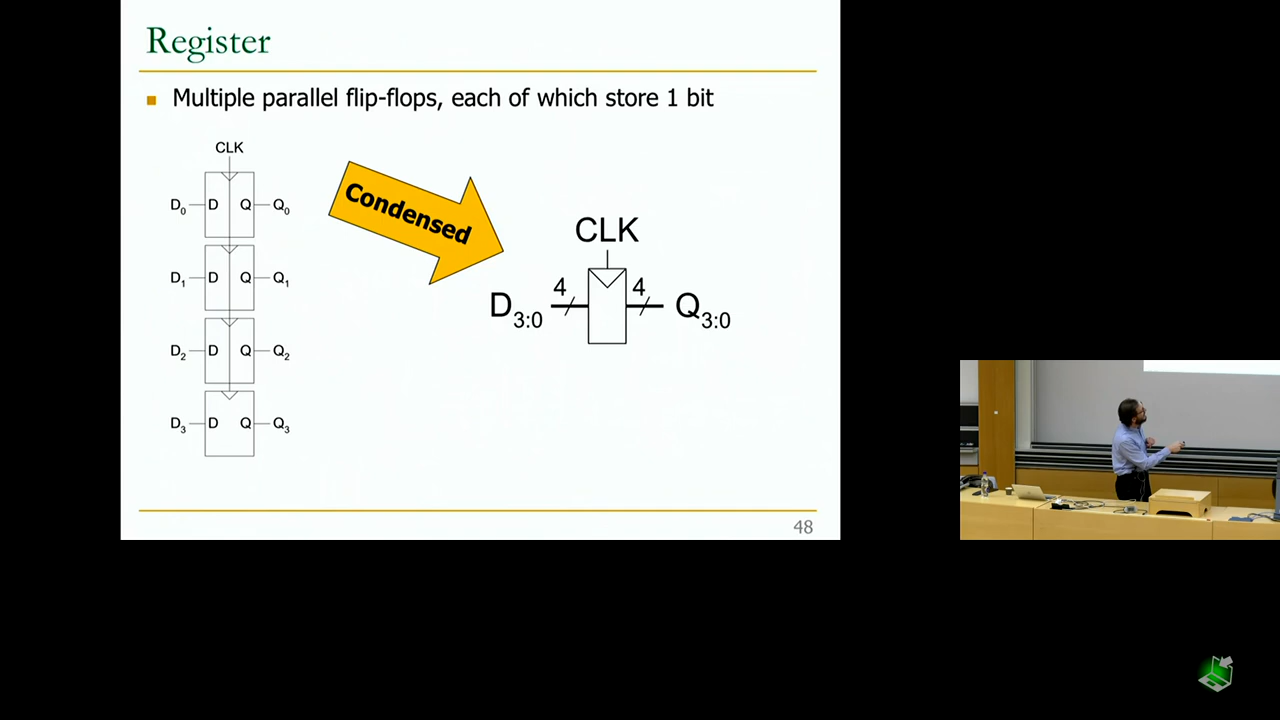 Register
Multiple parallel flip-flops, each of which store 1 bit
CLK
D0 D Q Q0
D1 D Q Q1
D2 D Q Q2
D3 D Q Q3
Condensed
CLK
D3:0 4 4 Q3:0
48